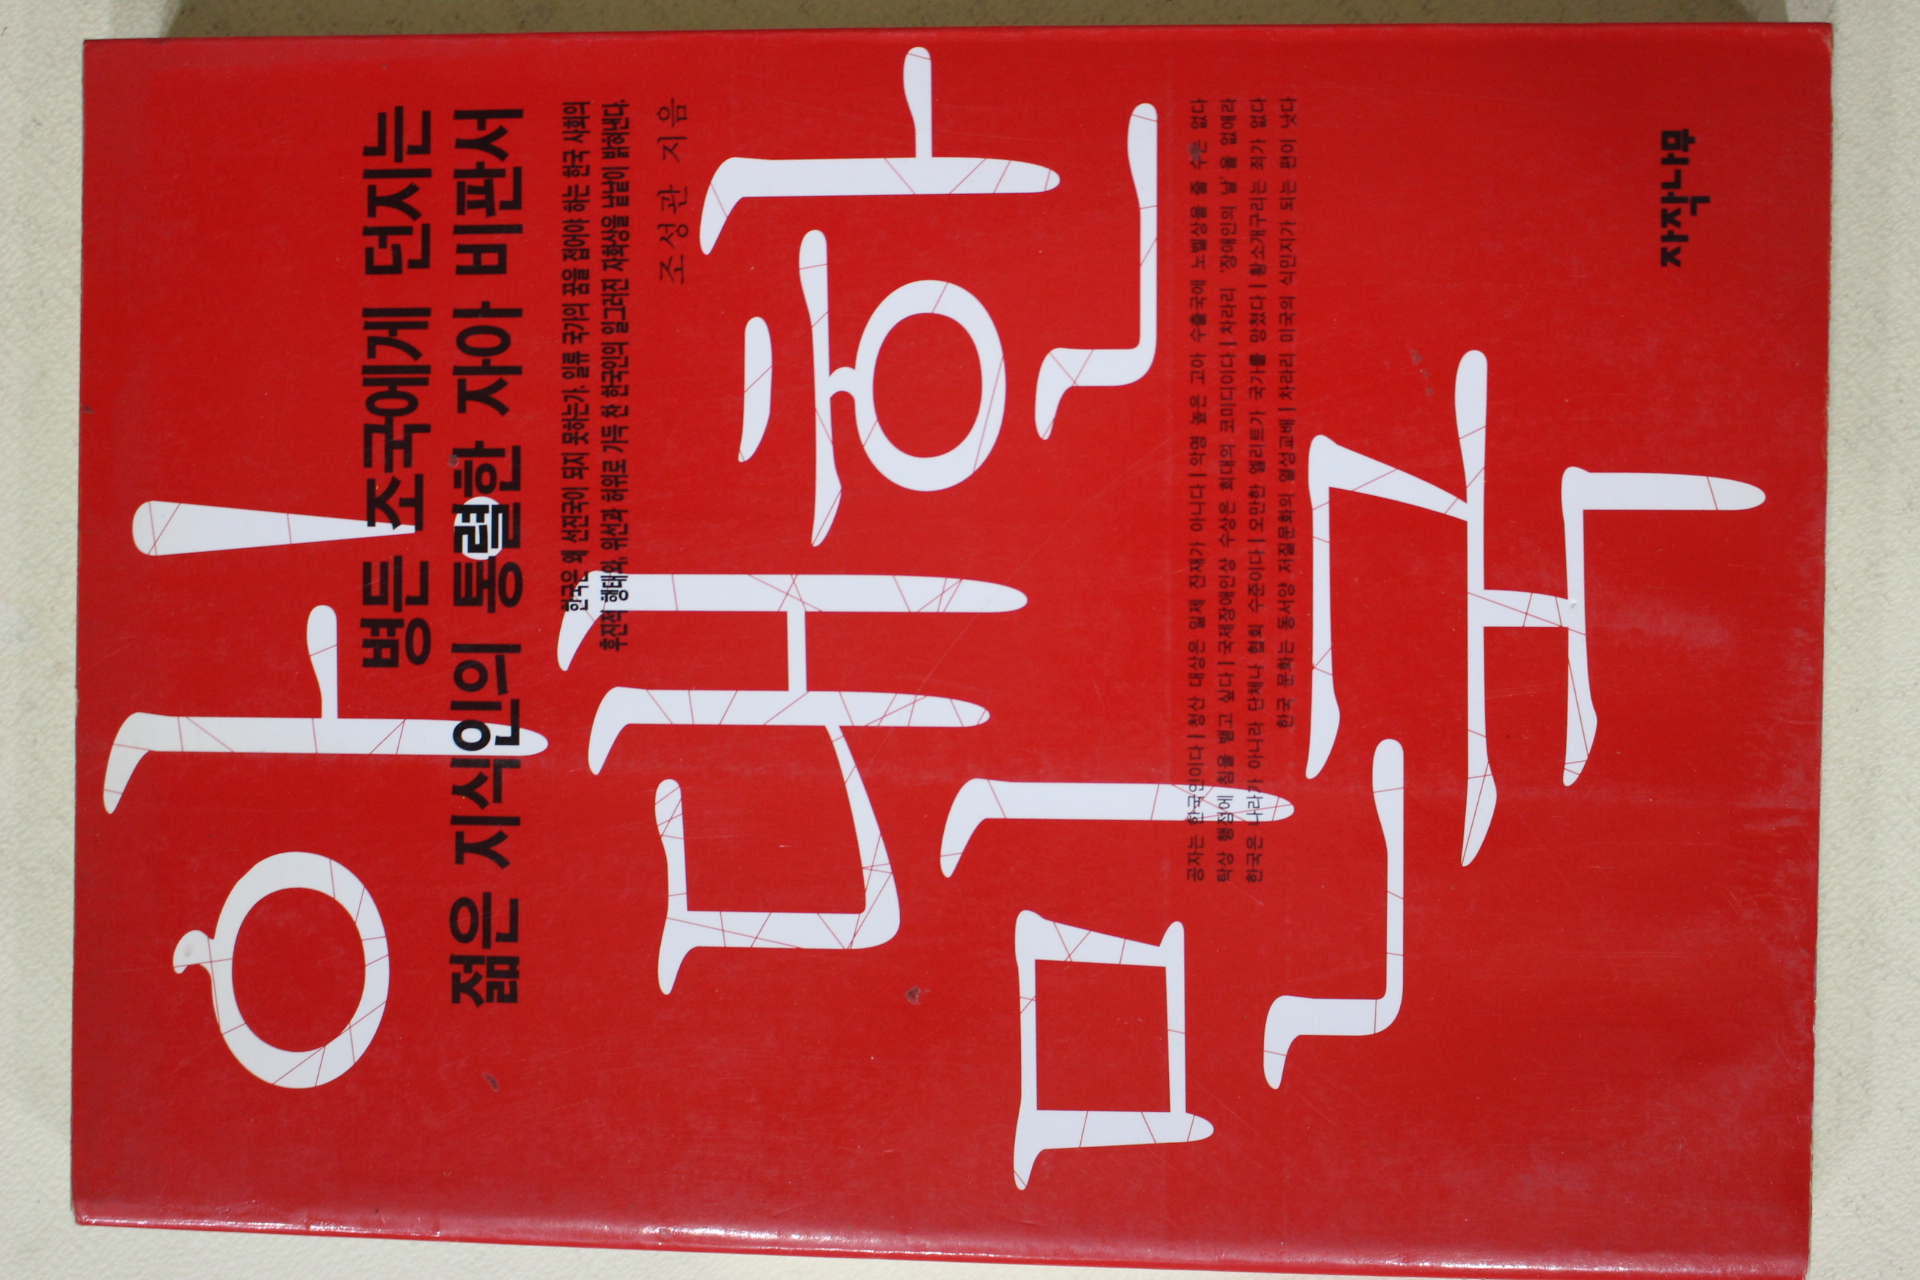 아!
대한
민국
병든 조국에게 던지는
젊은 지식인의 통렬한 자아 비판서
한국은 왜 선진국이 되지 못하는가. 일류 국가의 꿈을 접어야 하는 한국 사회의
후진적 행태와, 위선과 허위로 가득 찬 한국인의 일그러진 자화상을 낱낱이 밝혀낸다.
조성관 지음
공자는 한국인이다 | 청산 대상은 일제 잔재가 아니다 | 악명 높은 고아 수출국에 노벨상을 줄 수는 없다
탁상 행정에 침을 뱉고 싶다 | 국제장애인상 수상은 희대의 코미디이다 | 차라리 '장애인의 날'을 없애라
한국은 나라가 아니라 단체나 협회 수준이다 | 오만한 엘리트가 국가를 망쳤다 | 황소개구리는 죄가 없다
한국 문화는 동서양 저질문화의 열성교배 | 차라리 미국의 식민지가 되는 편이 낫다
자작나무